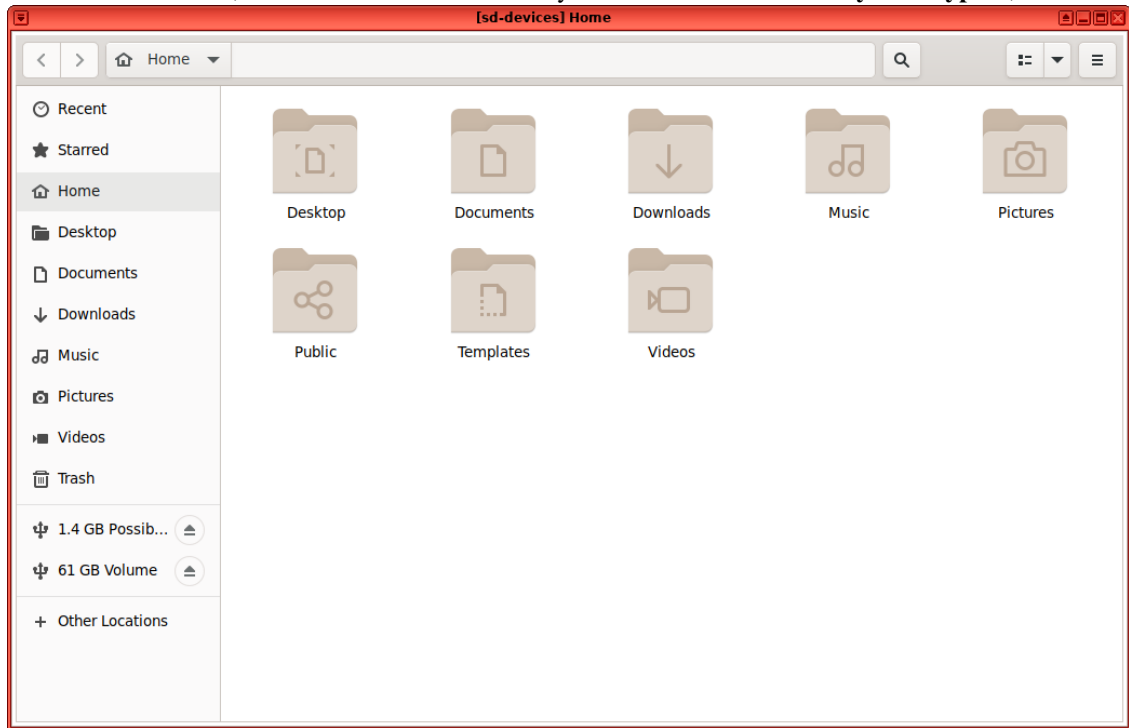 [sd-devices] Home
Home
Recent
Starred
Home
Desktop
Documents
Downloads
Music
Pictures
Videos
Trash
1.4 GB Possib...
61 GB Volume
Other Locations
Desktop
Documents
Downloads
Music
Pictures
Public
Templates
Videos